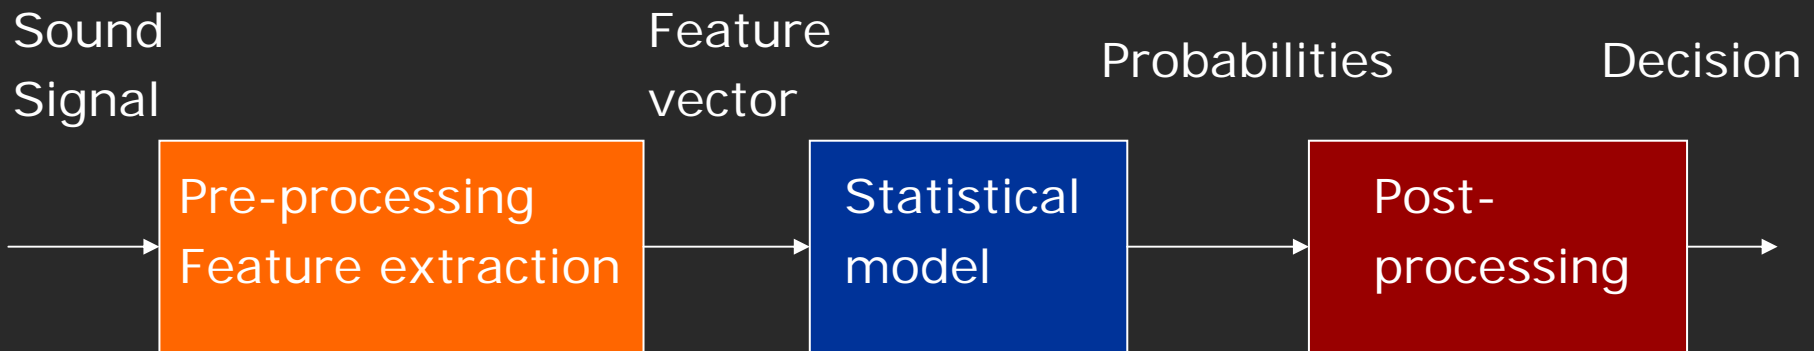 Sound
Signal
Feature
vector
Probabilities
Decision
Pre-processing
Feature extraction
Statistical
model
Post-
processing